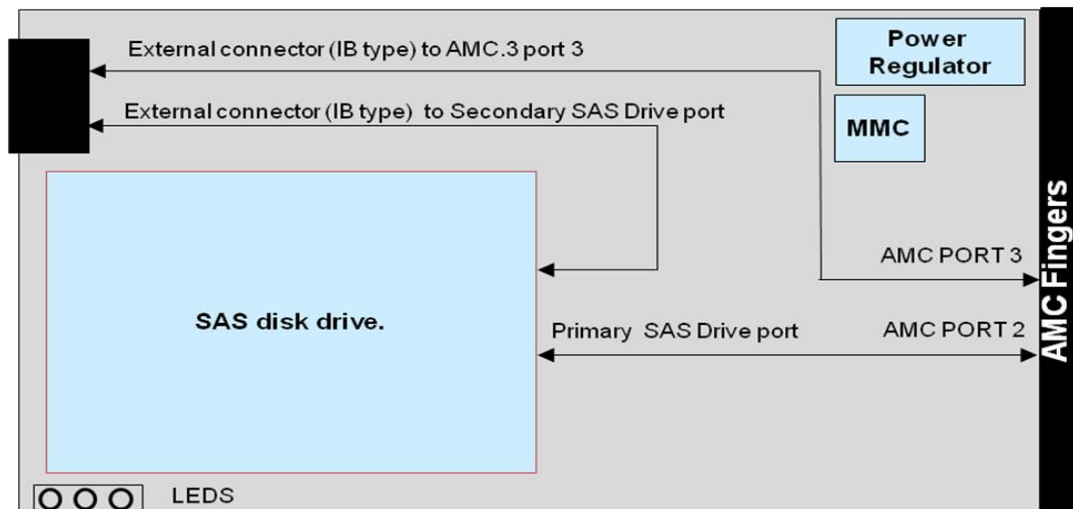 External connector (IB type) to AMC.3 port 3
Power
Regulator
External connector (IB type) to Secondary SAS Drive port
MMC
AMC PORT 3
SAS disk drive.
Primary SAS Drive port
AMC PORT 2
AMC Fingers
LEDS